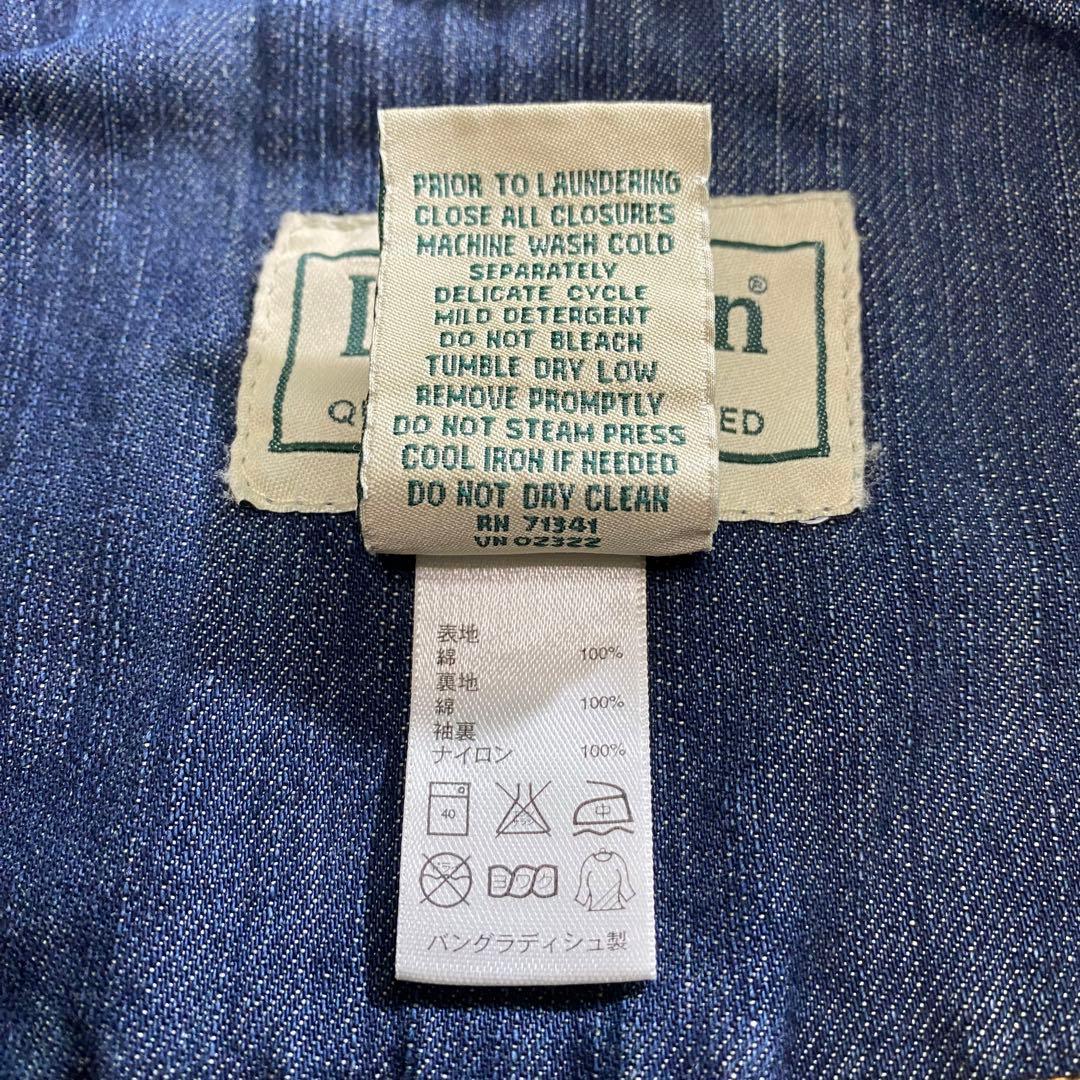 PRIOR TO LAUNDERING
CLOSE ALL CLOSURES
MACHINE WASH COLD
SEPARATELY
DELICATE CYCLE
MILD DETERGENT
DO NOT BLEACH
TUMBLE DRY LOW
REMOVE PROMPTLY
DO NOT STEAM PRESS
COOL IRON IF NEEDED
DO NOT DRY CLEAN
RN 71341
VN 02322
表地
綿 100%
裏地
綿 100%
袖裏
ナイロン 100%
40
中
バングラディシュ製